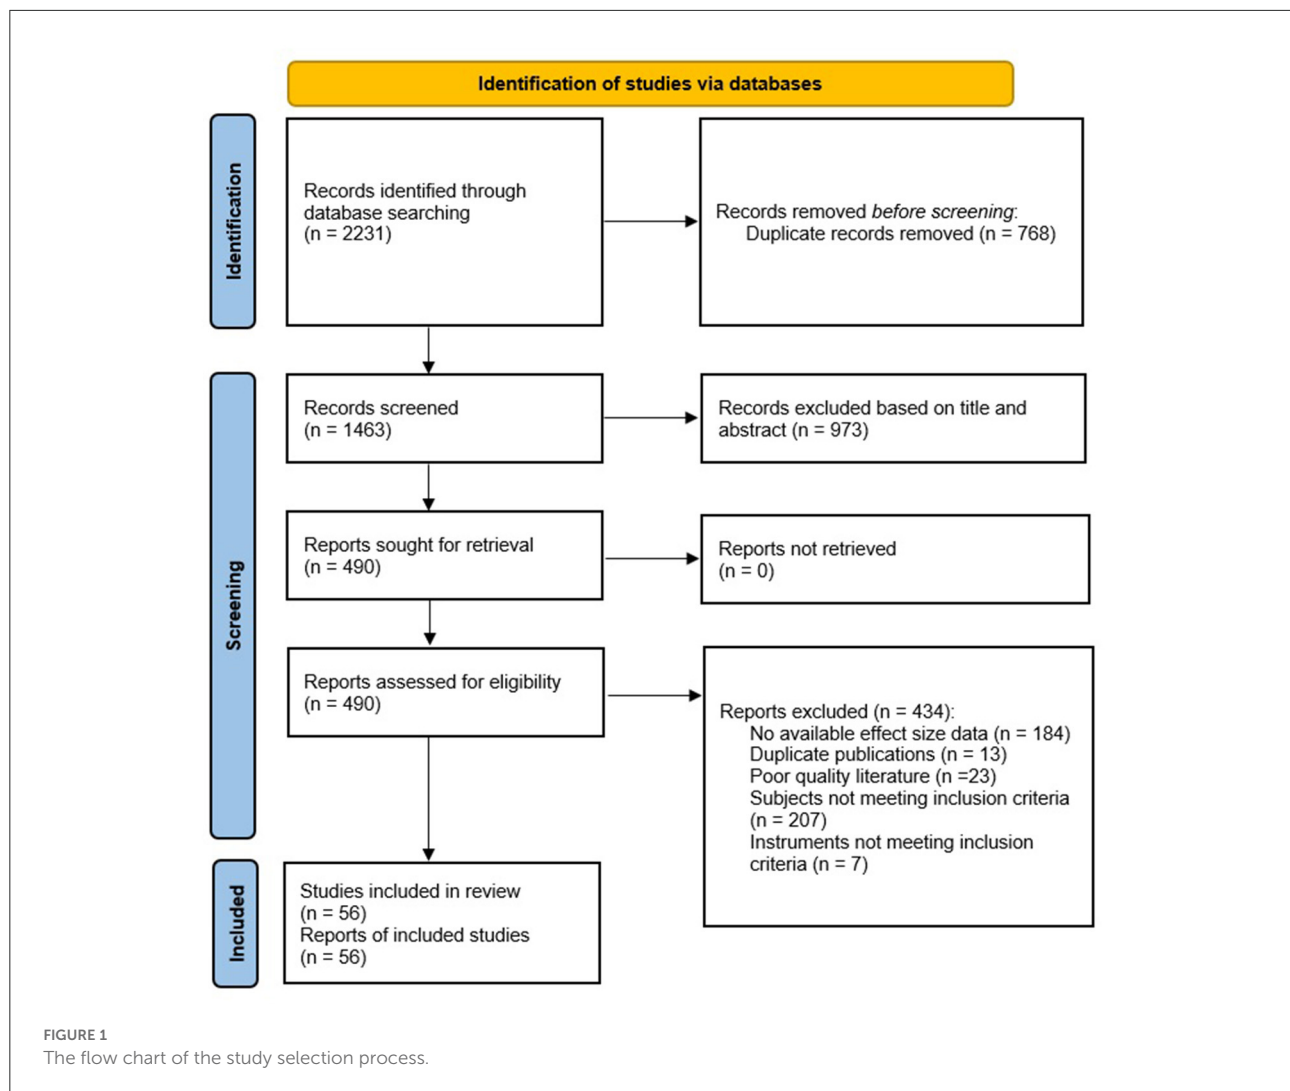 Identification of studies via databases
Identification
Records identified through
database searching
(n = 2231)
Records removed before screening:
Duplicate records removed (n = 768)
Screening
Records screened
(n = 1463)
Records excluded based on title and
abstract (n = 973)
Reports sought for retrieval
(n = 490)
Reports not retrieved
(n = 0)
Reports assessed for eligibility
(n = 490)
Reports excluded (n = 434):
No available effect size data (n = 184)
Duplicate publications (n = 13)
Poor quality literature (n =23)
Subjects not meeting inclusion criteria
(n = 207)
Instruments not meeting inclusion
criteria (n = 7)
Included
Studies included in review
(n = 56)
Reports of included studies
(n = 56)
FIGURE 1
The flow chart of the study selection process.